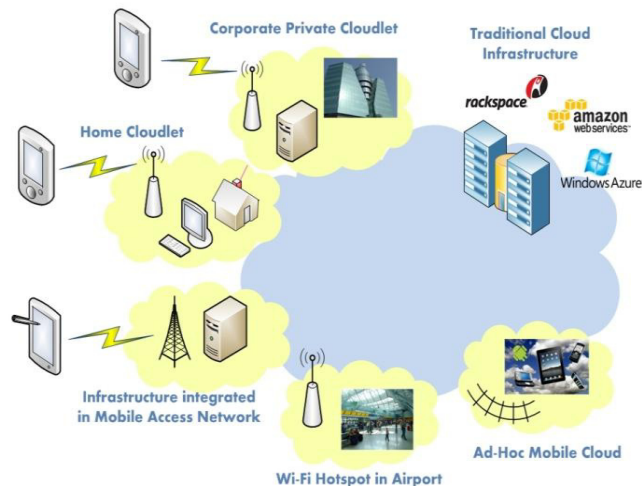 Corporate Private Cloudlet
Traditional Cloud
Infrastructure
rackspace
amazon
webservices™
Windows Azure
Home Cloudlet
Infrastructure integrated
in Mobile Access Network
Ad-Hoc Mobile Cloud
Wi-Fi Hotspot in Airport